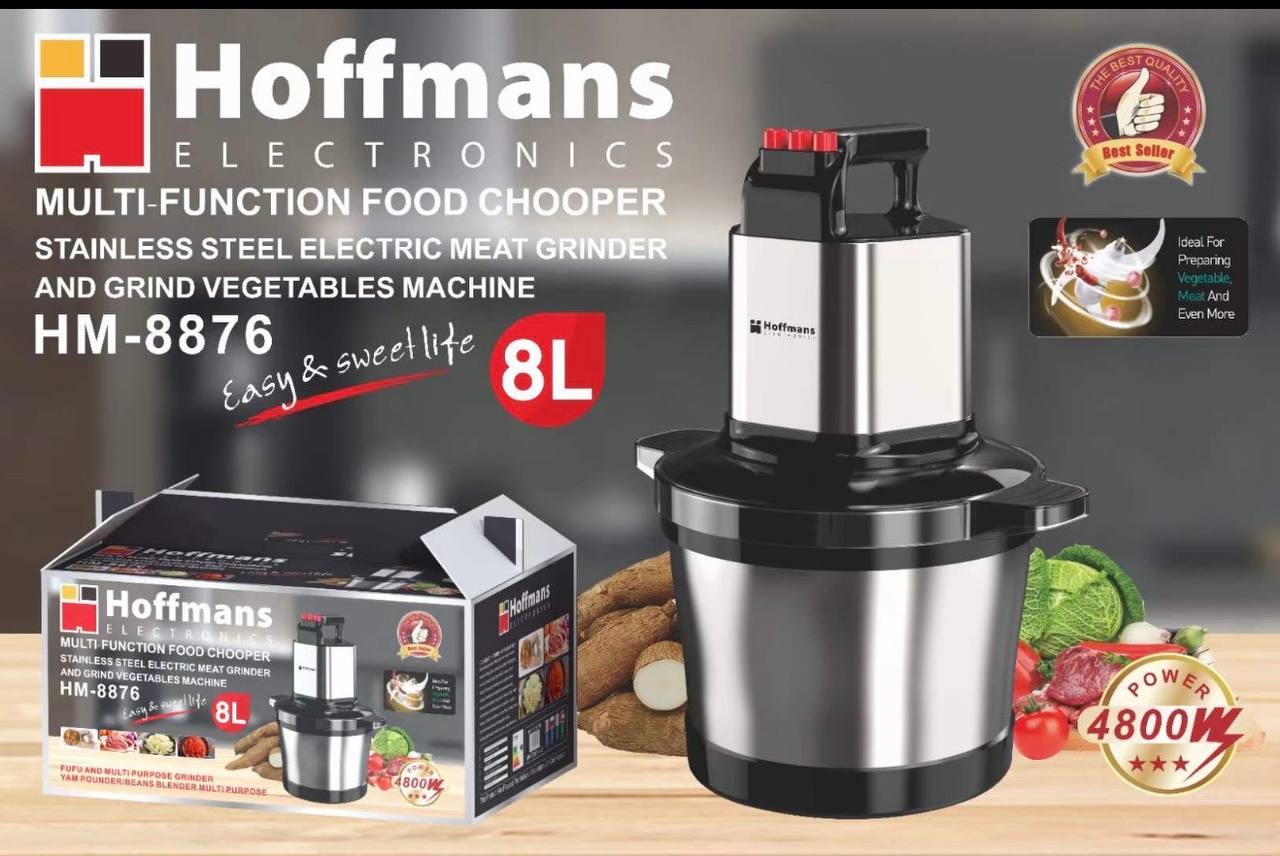 Hoffmans
ELECTRONICS
MULTI-FUNCTION FOOD CHOOPER
STAINLESS STEEL ELECTRIC MEAT GRINDER
AND GRIND VEGETABLES MACHINE
HM-8876
Easy & sweet life
8L
THE BEST QUALITY
Best Seller
Ideal For
Preparing
Vegetable,
Meat And
Even More
Hoffmans
ELECTRONICS
POWER
4800W
Hoffmans
Hoffmans
ELECTRONICS
MULTI-FUNCTION FOOD CHOOPER
STAINLESS STEEL ELECTRIC MEAT GRINDER
AND GRIND VEGETABLES MACHINE
HM-8876
Easy & sweet life
8L
Best Seller
FUFU AND MULTI PURPOSE GRINDER
YAM POUNDER/BEANS BLENDER MULTI PURPOSE
POWER
4800W
Hoffmans
ELECTRONICS